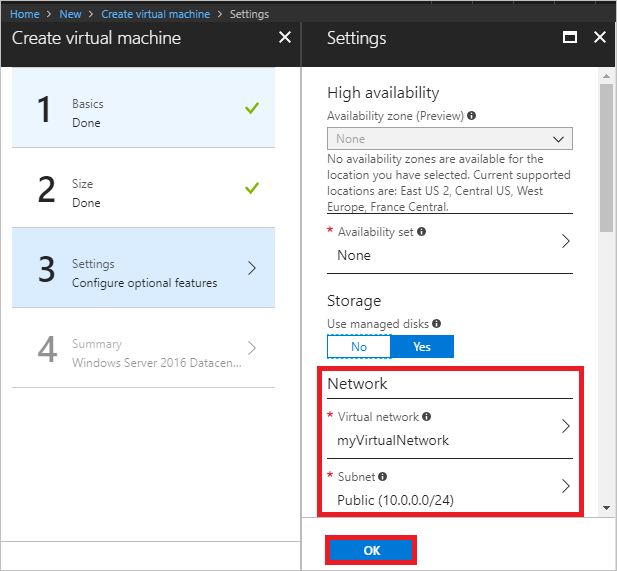 Home > New > Create virtual machine > Settings
Create virtual machine
1
Basics
Done
2
Size
Done
3
Settings
Configure optional features
4
Summary
Windows Server 2016 Datacen...
Settings
High availability
Availability zone (Preview)
None
No availability zones are available for the
location you have selected. Current supported
locations are: East US 2, Central US, West
Europe, France Central.
* Availability set
None
Storage
Use managed disks
No Yes
Network
* Virtual network
myVirtualNetwork
* Subnet
Public (10.0.0.0/24)
OK